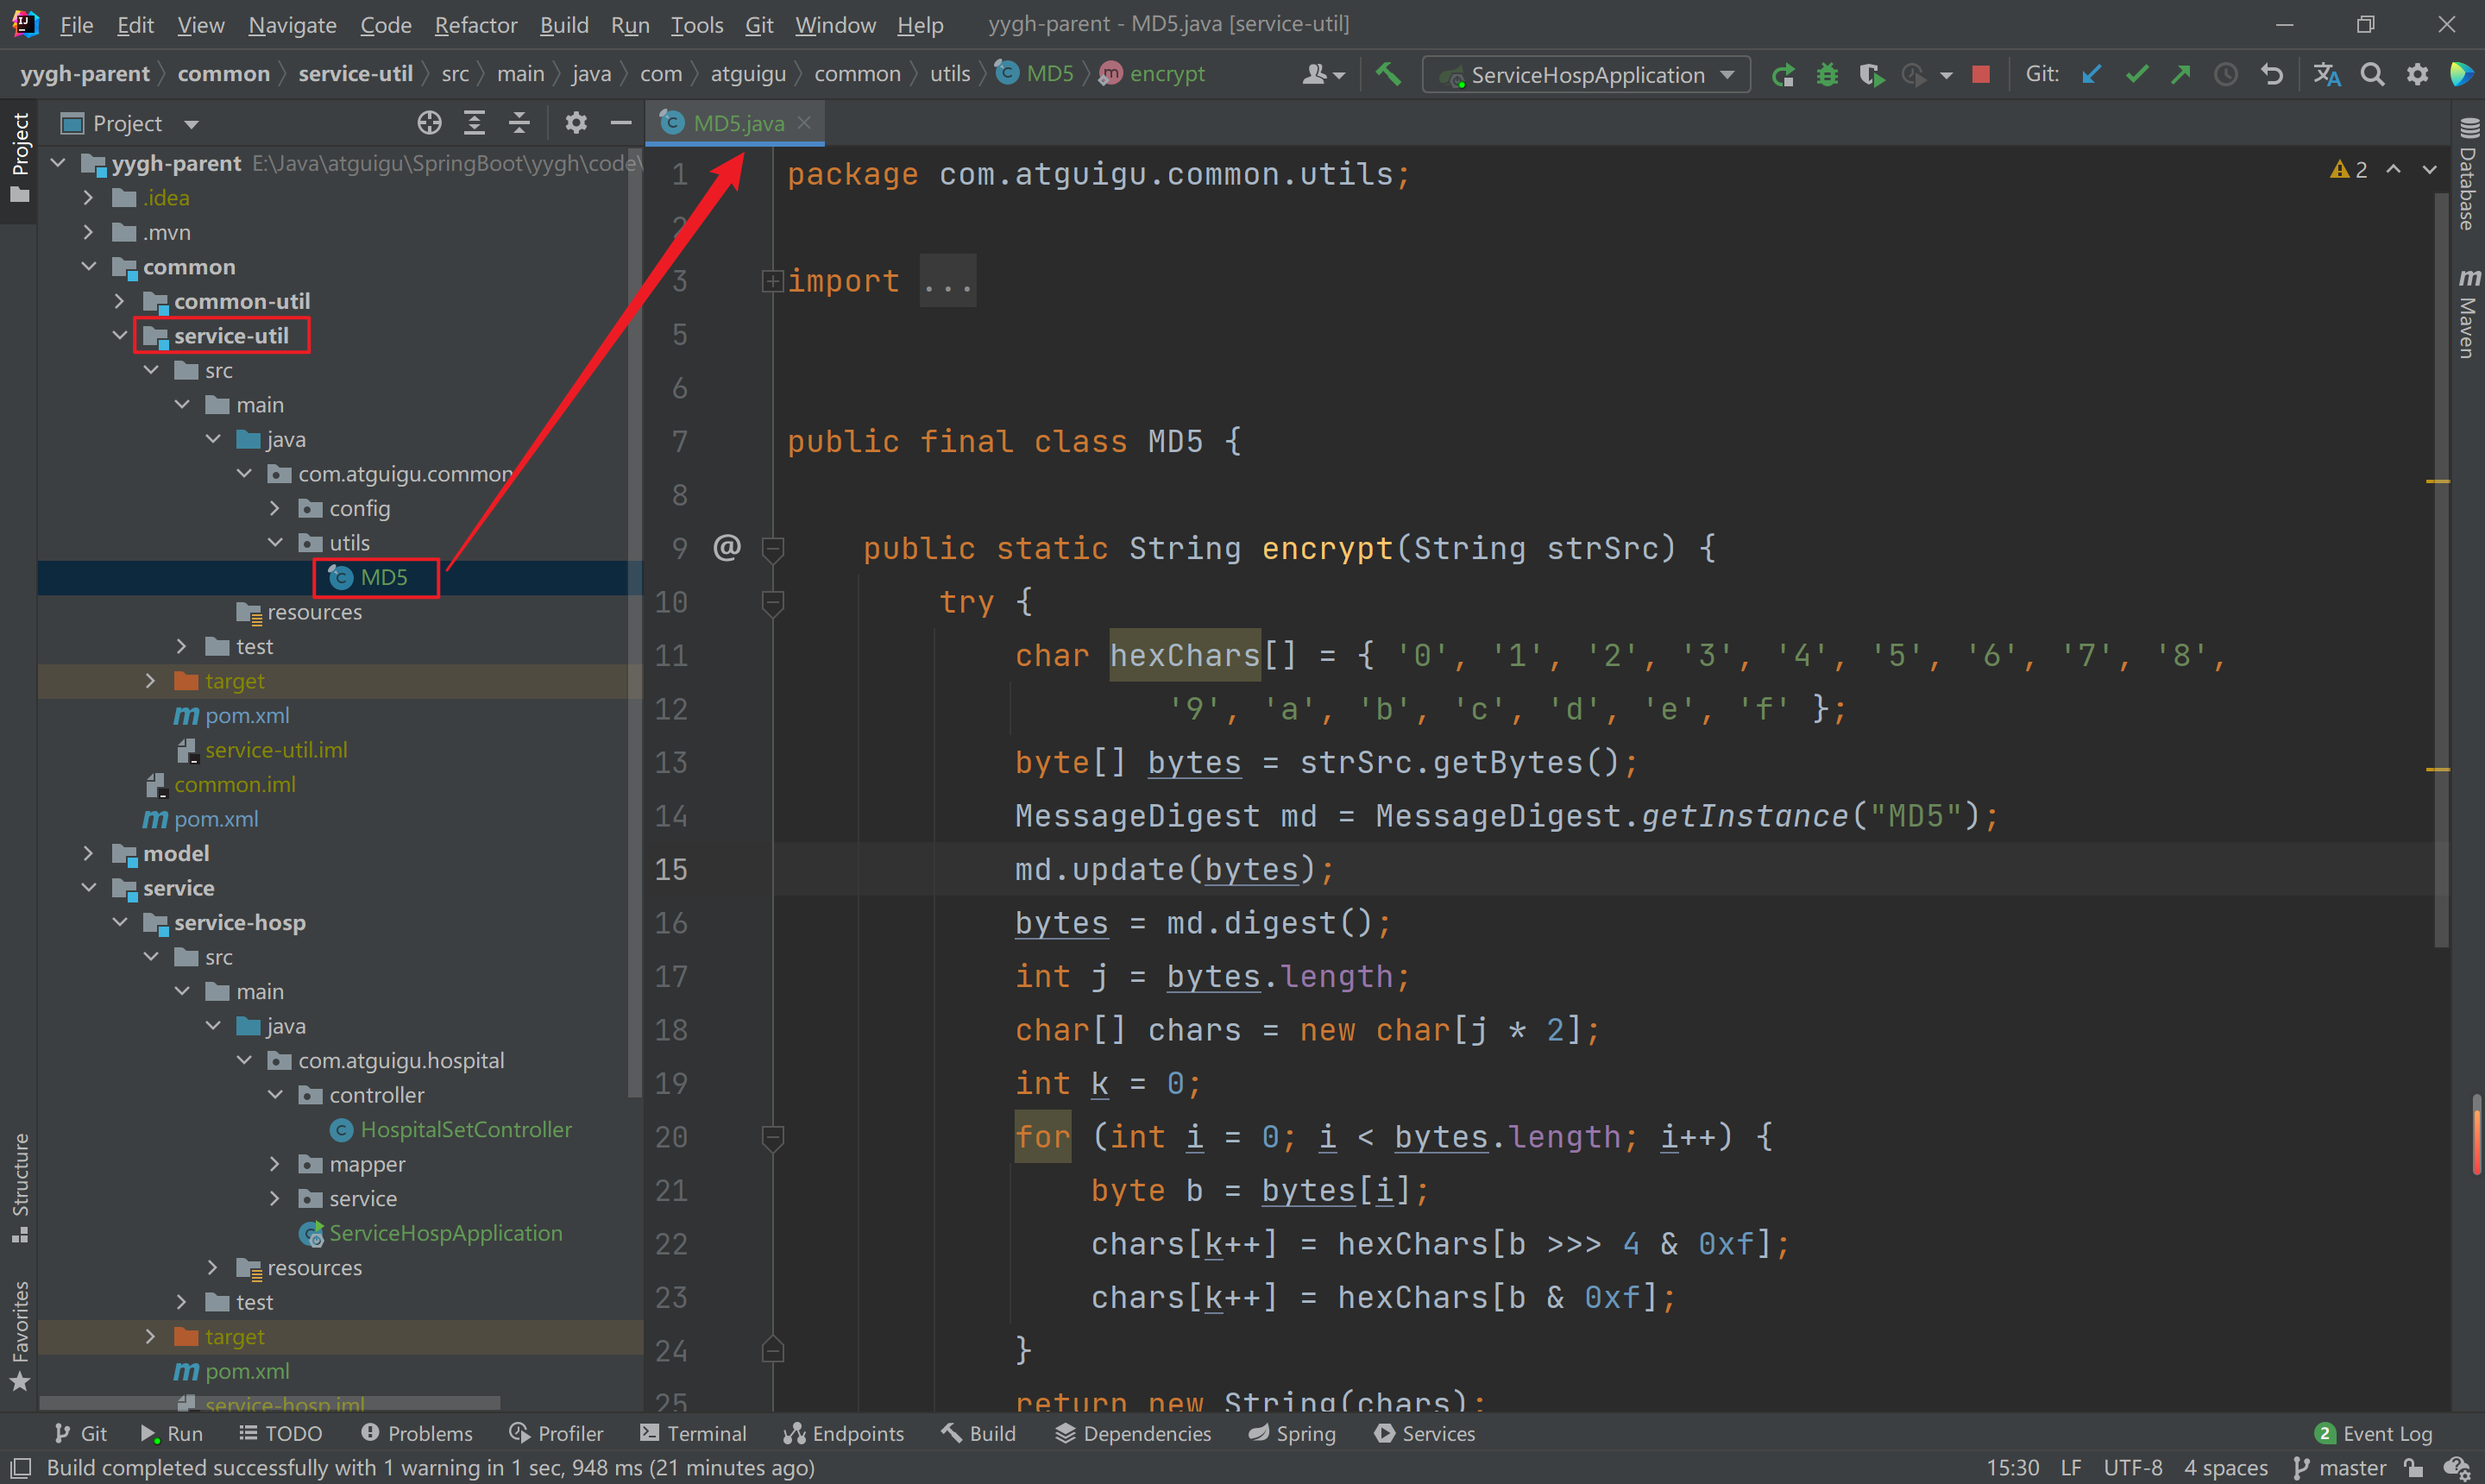 File Edit View Navigate Code Refactor Build Run Tools Git Window Help yygh-parent - MD5.java [service-util]
yygh-parent common service-util src main java com atguigu common utils MD5 encrypt ServiceHospApplication Git:
Project
Project
MD5.java
yygh-parent E:\Java\atguigu\SpringBoot\yygh\code\
.idea
.mvn
common
common-util
service-util
src
main
java
com.atguigu.common
config
utils
MD5
resources
test
target
pom.xml
service-util.iml
common.iml
pom.xml
model
service
service-hosp
src
main
java
com.atguigu.hospital
controller
HospitalSetController
mapper
service
ServiceHospApplication
resources
test
target
pom.xml
service-hosp.iml
Structure
Favorites
1 package com.atguigu.common.utils;
2
3 import ...
5
6
7 public final class MD5 {
8
9 @ public static String encrypt(String strSrc) {
10 try {
11 char hexChars[] = { '0', '1', '2', '3', '4', '5', '6', '7', '8',
12 '9', 'a', 'b', 'c', 'd', 'e', 'f' };
13 byte[] bytes = strSrc.getBytes();
14 MessageDigest md = MessageDigest.getInstance("MD5");
15 md.update(bytes);
16 bytes = md.digest();
17 int j = bytes.length;
18 char[] chars = new char[j * 2];
19 int k = 0;
20 for (int i = 0; i < bytes.length; i++) {
21 byte b = bytes[i];
22 chars[k++] = hexChars[b >>> 4 & 0xf];
23 chars[k++] = hexChars[b & 0xf];
24 }
25 return new String(chars);
2
Database
Maven
Git Run TODO Problems Profiler Terminal Endpoints Build Dependencies Spring Services 2 Event Log
Build completed successfully with 1 warning in 1 sec, 948 ms (21 minutes ago) 15:30 LF UTF-8 4 spaces master